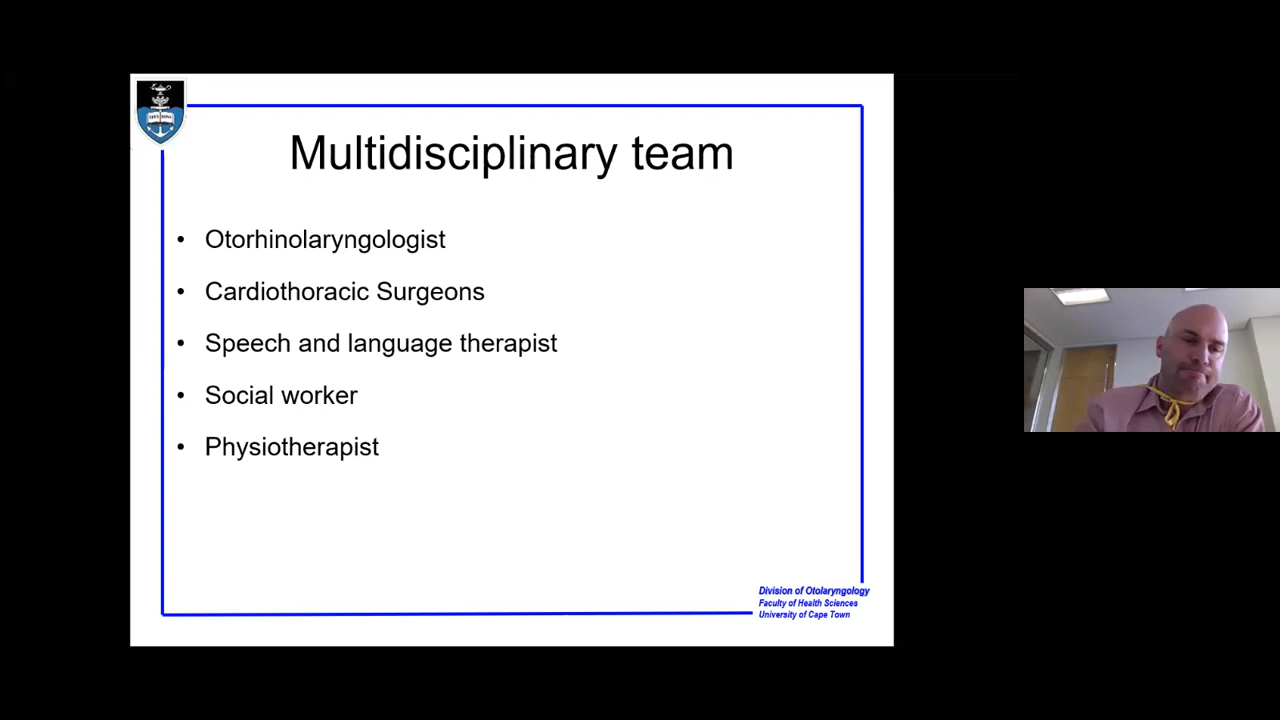 Multidisciplinary team
• Otorhinolaryngologist
• Cardiothoracic Surgeons
• Speech and language therapist
• Social worker
• Physiotherapist
Division of Otolaryngology
Faculty of Health Sciences
University of Cape Town